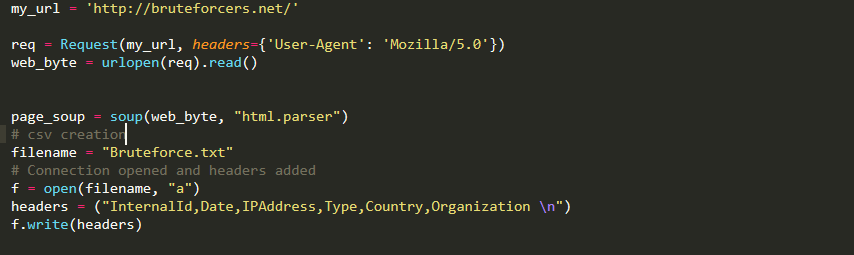 my_url = 'http://bruteforcers.net/'
req = Request(my_url, headers={'User-Agent': 'Mozilla/5.0'})
web_byte = urlopen(req).read()
page_soup = soup(web_byte, "html.parser")
# csv creation
filename = "Bruteforce.txt"
# Connection opened and headers added
f = open(filename, "a")
headers = ("InternalId,Date,IPAddress,Type,Country,Organization \n")
f.write(headers)